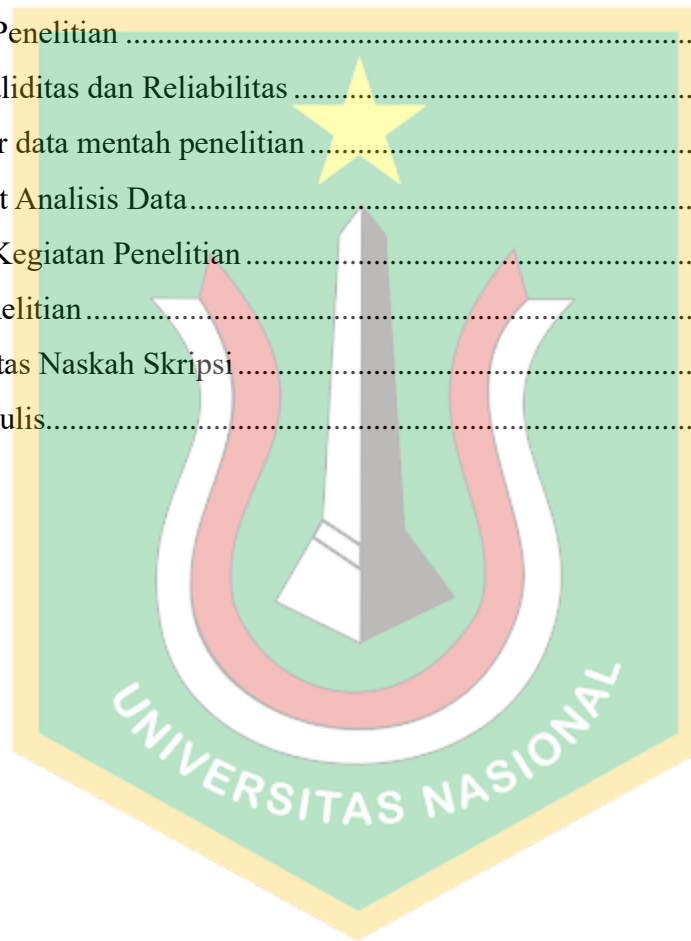 Penelitian ....................................................................
liditas dan Reliabilitas ................................................
r data mentah penelitian ..............................................
t Analisis Data..............................................................
Kegiatan Penelitian .......................................................
elitian............................................................................
tas Naskah Skripsi ........................................................
ulis.................................................................................
UNIVERSITAS NASIONAL